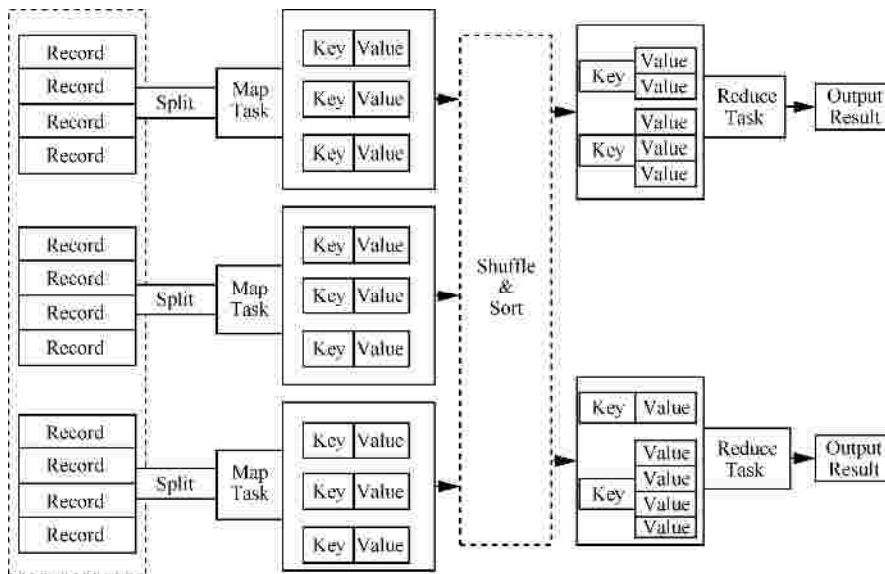 Record
Record
Record
Record
Split
Map
Task
Key Value
Key Value
Key Value
Record
Record
Record
Record
Split
Map
Task
Key Value
Key Value
Key Value
Record
Record
Record
Record
Split
Map
Task
Key Value
Key Value
Key Value
Shuffle
&
Sort
Key
Value
Value
Key
Value
Value
Value
Reduce
Task
Output
Result
Key Value
Key
Value
Value
Value
Value
Reduce
Task
Output
Result